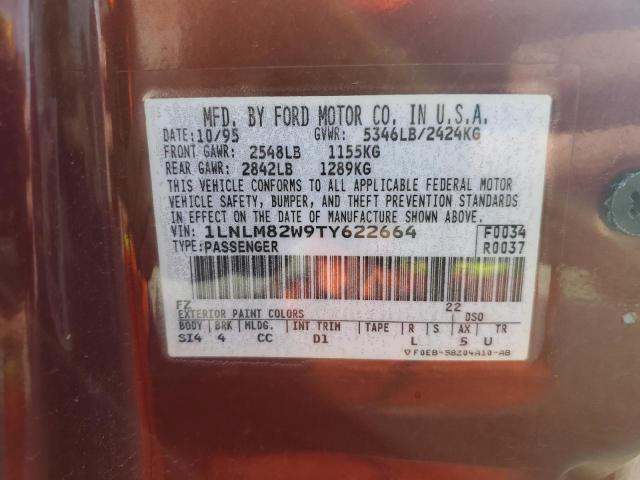 MFD. BY FORD MOTOR CO. IN U.S.A.
DATE: 10/95 GVWR: 5346LB/2424KG
FRONT GAWR: 2548LB 1155KG
REAR GAWR: 2842LB 1289KG
THIS VEHICLE CONFORMS TO ALL APPLICABLE FEDERAL MOTOR
VEHICLE SAFETY, BUMPER, AND THEFT PREVENTION STANDARDS
IN EFFECT ON THE DATE OF MANUFACTURE SHOWN ABOVE.
VIN: 1LNLM82W9TY622664 F0034
TYPE: PASSENGER R0037
FZ 22
EXTERIOR PAINT COLORS DSO
BODY BRK MLDG. INT TRIM TAPE R S AX TR
SI4 4 CC D1 L 5 U
F0EB-58204A10-AB